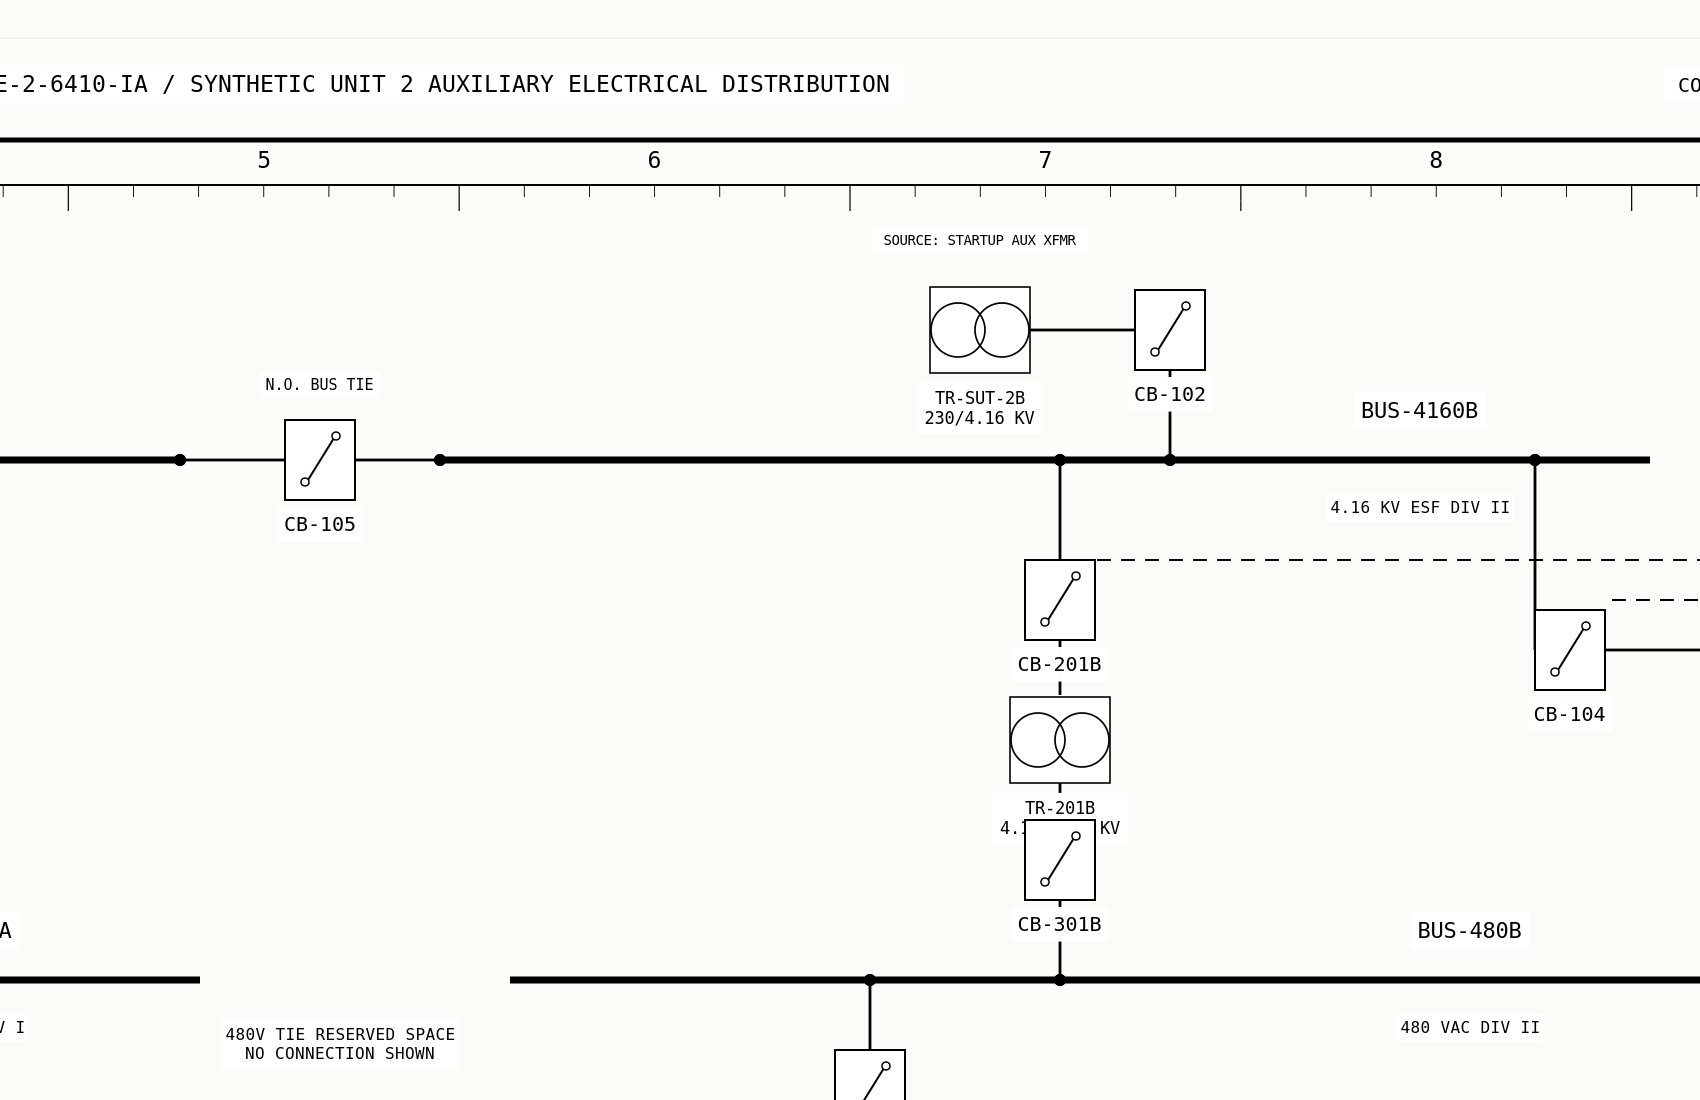 E-2-6410-IA / SYNTHETIC UNIT 2 AUXILIARY ELECTRICAL DISTRIBUTION
5 6 7 8
SOURCE: STARTUP AUX XFMR
N.O. BUS TIE
CB-105
TR-SUT-2B
230/4.16 KV
CB-102
BUS-4160B
4.16 KV ESF DIV II
CB-201B
CB-104
TR-201B
KV
CB-301B
A
BUS-480B
I
480V TIE RESERVED SPACE
NO CONNECTION SHOWN
480 VAC DIV II